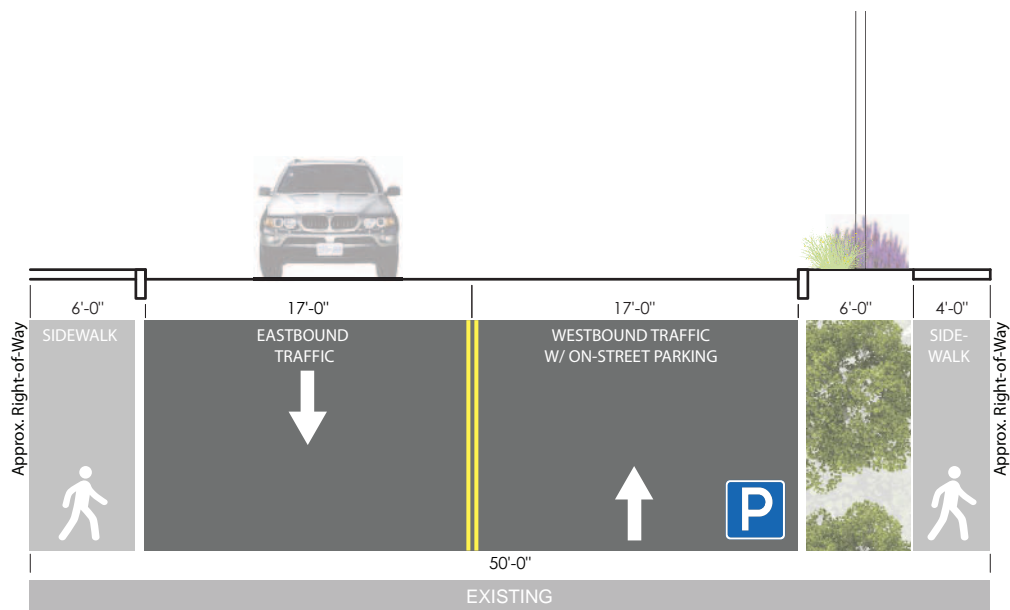 6'-0"
17'-0"
17'-0"
6'-0"
4'-0"
Approx. Right-of-Way
SIDEWALK
EASTBOUND
TRAFFIC
WESTBOUND TRAFFIC
W/ ON-STREET PARKING
SIDE-
WALK
Approx. Right-of-Way
P
50'-0"
EXISTING